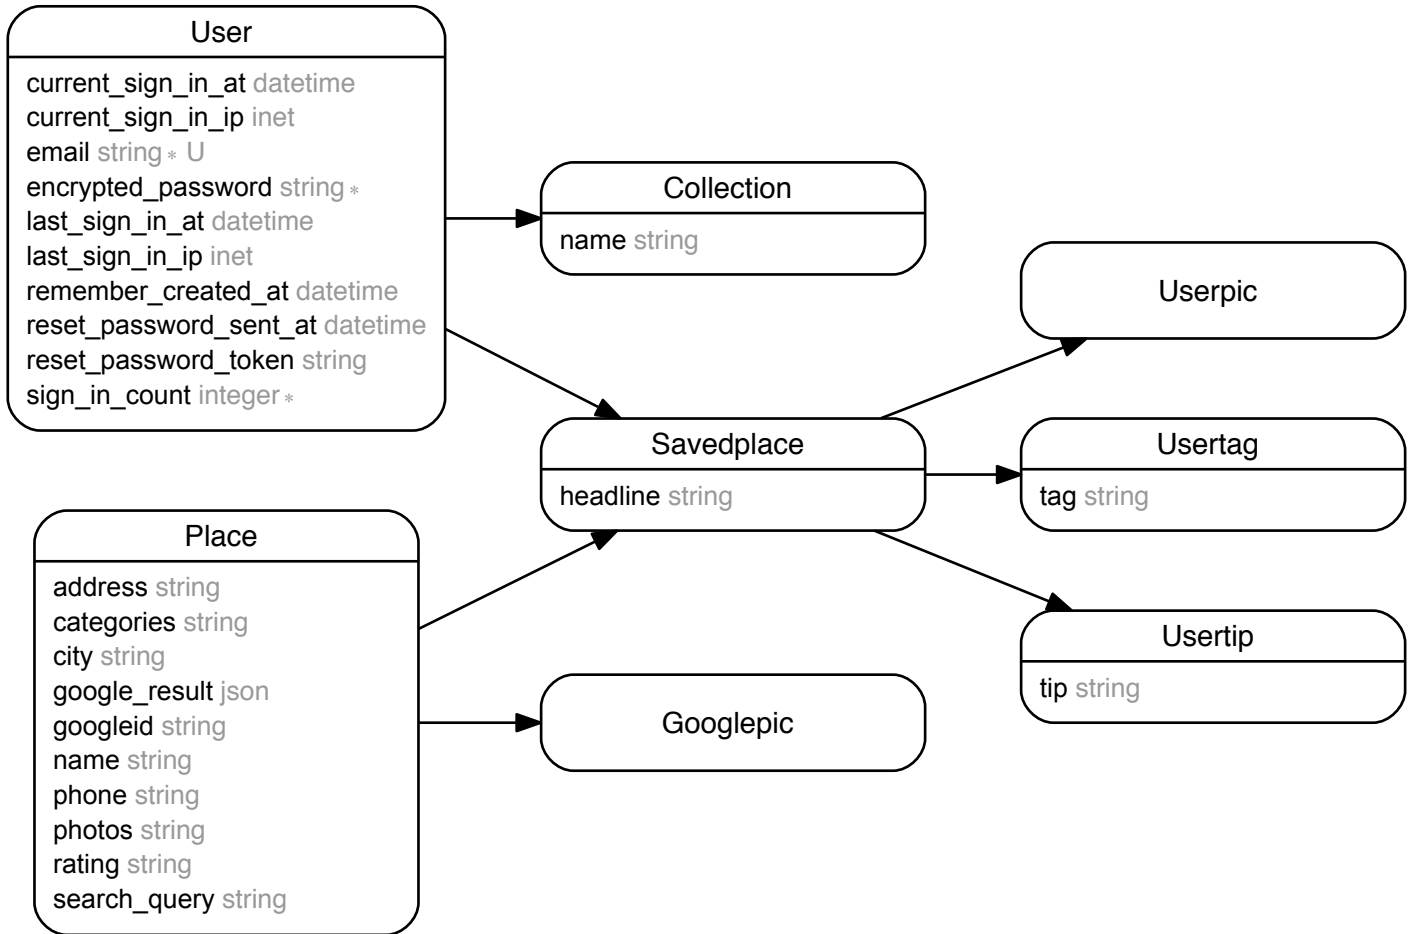 User
current_sign_in_at datetime
current_sign_in_ip inet
email string * U
encrypted_password string *
last_sign_in_at datetime
last_sign_in_ip inet
remember_created_at datetime
reset_password_sent_at datetime
reset_password_token string
sign_in_count integer *
Collection
name string
Userpic
Savedplace
headline string
Usertag
tag string
Place
address string
categories string
city string
google_result json
googleid string
name string
phone string
photos string
rating string
search_query string
Usertip
tip string
Googlepic